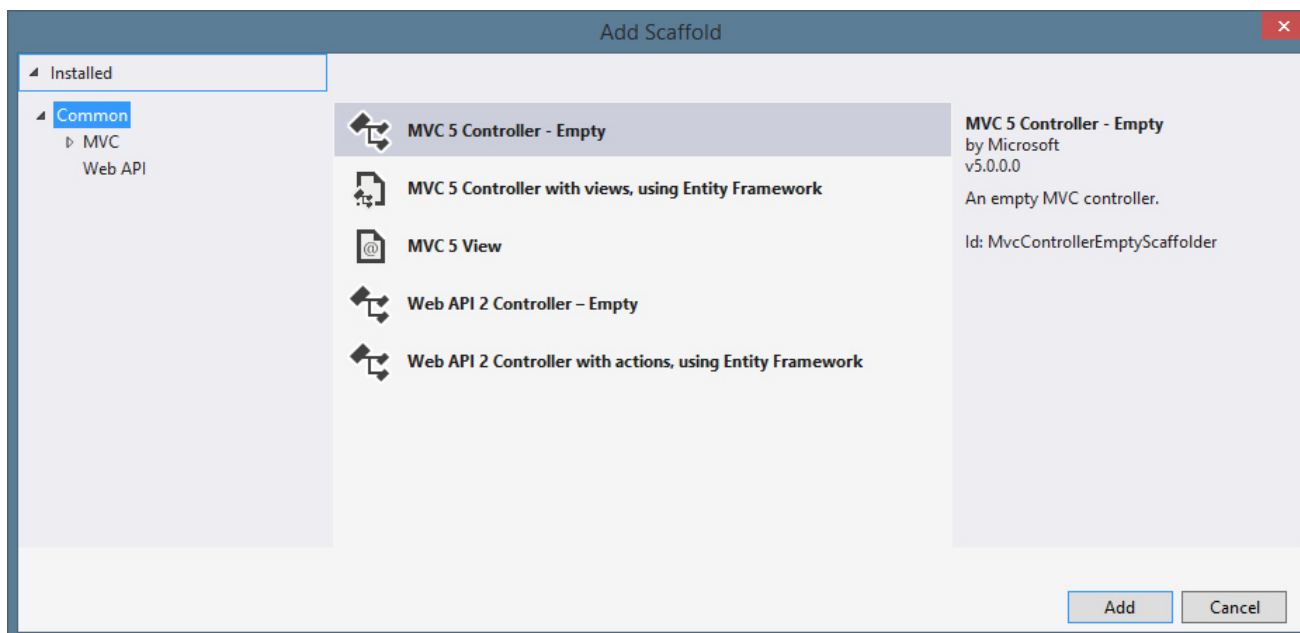 Add Scaffold
Installed
Common
MVC
Web API
MVC 5 Controller - Empty
MVC 5 Controller with views, using Entity Framework
MVC 5 View
Web API 2 Controller – Empty
Web API 2 Controller with actions, using Entity Framework
MVC 5 Controller - Empty
by Microsoft
v5.0.0.0
An empty MVC controller.
Id: MvcControllerEmptyScaffolder
Add
Cancel